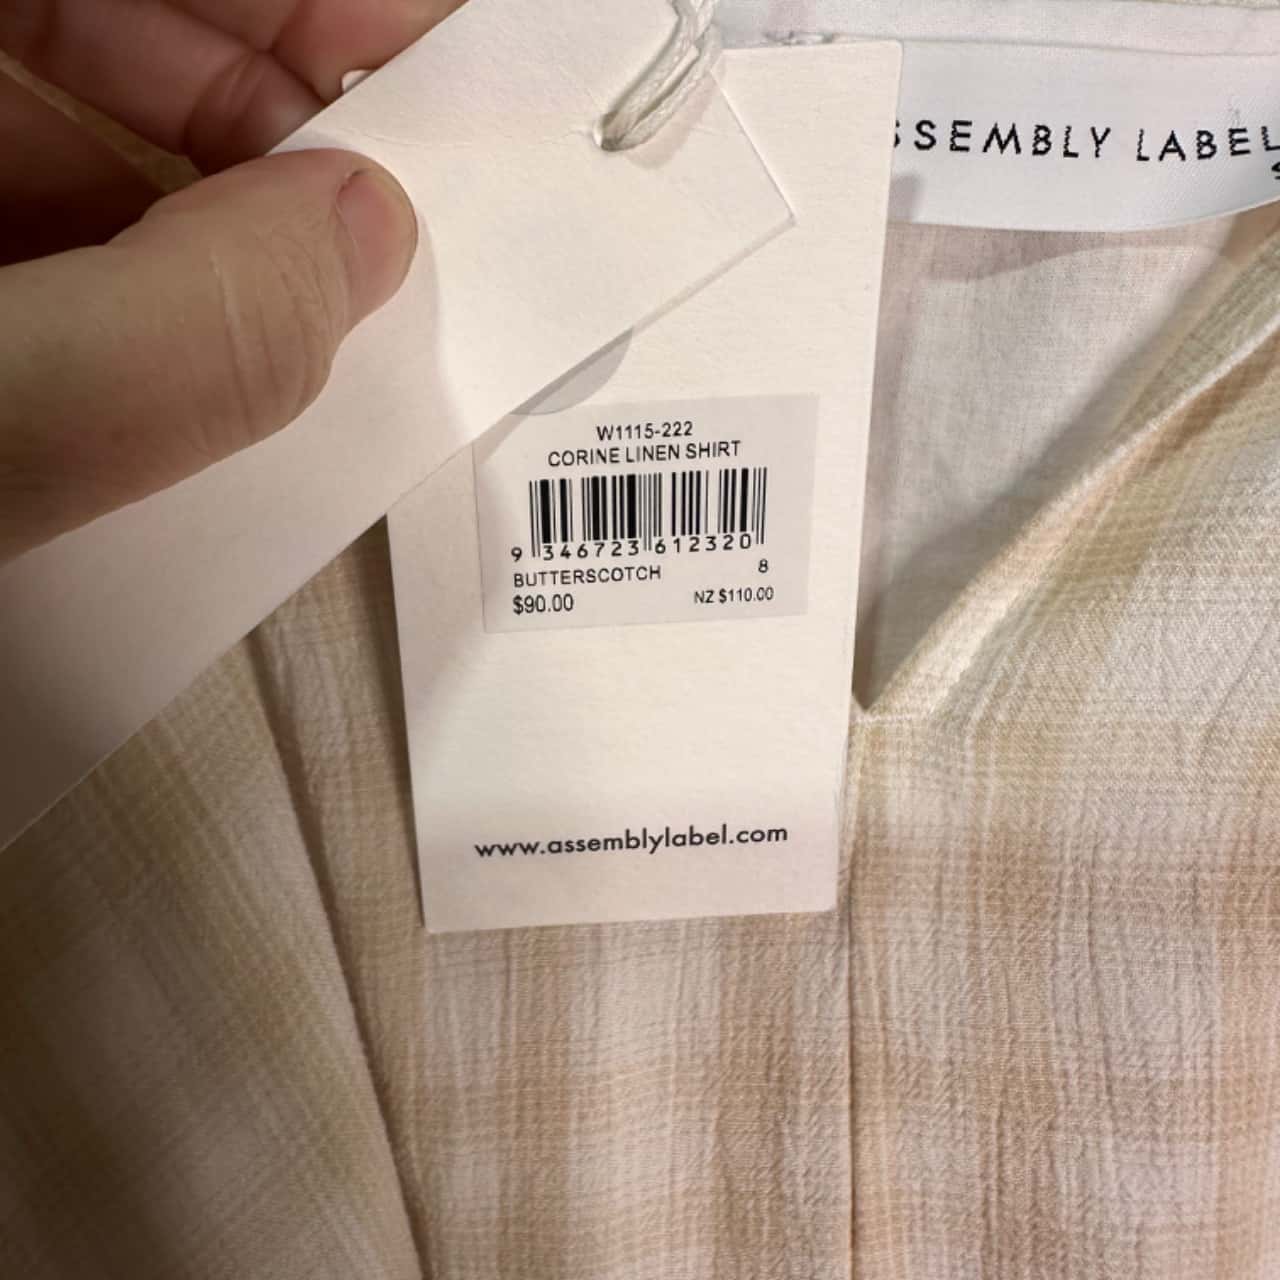 SSEMBLY LABEL
W1115-222
CORINE LINEN SHIRT
9 346723 612320
BUTTERSCOTCH 8
$90.00 NZ $110.00
www.assemblylabel.com